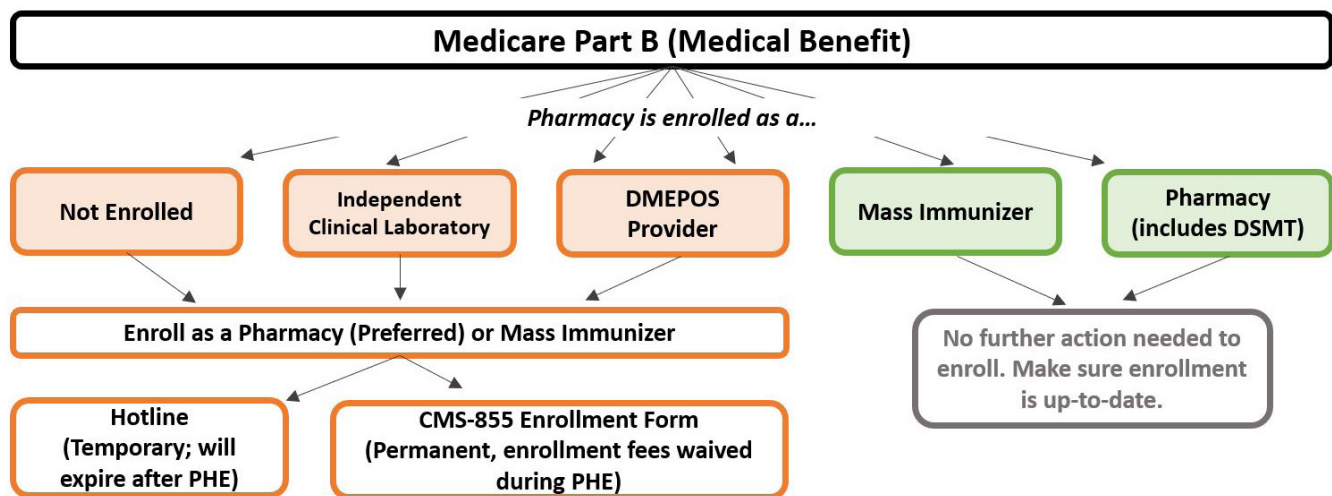 Medicare Part B (Medical Benefit)
Pharmacy is enrolled as a...
Not Enrolled
Independent
Clinical Laboratory
DMEPOS
Provider
Mass Immunizer
Pharmacy
(includes DSMT)
Enroll as a Pharmacy (Preferred) or Mass Immunizer
No further action needed to
enroll. Make sure enrollment
is up-to-date.
Hotline
(Temporary; will
expire after PHE)
CMS-855 Enrollment Form
(Permanent, enrollment fees waived
during PHE)